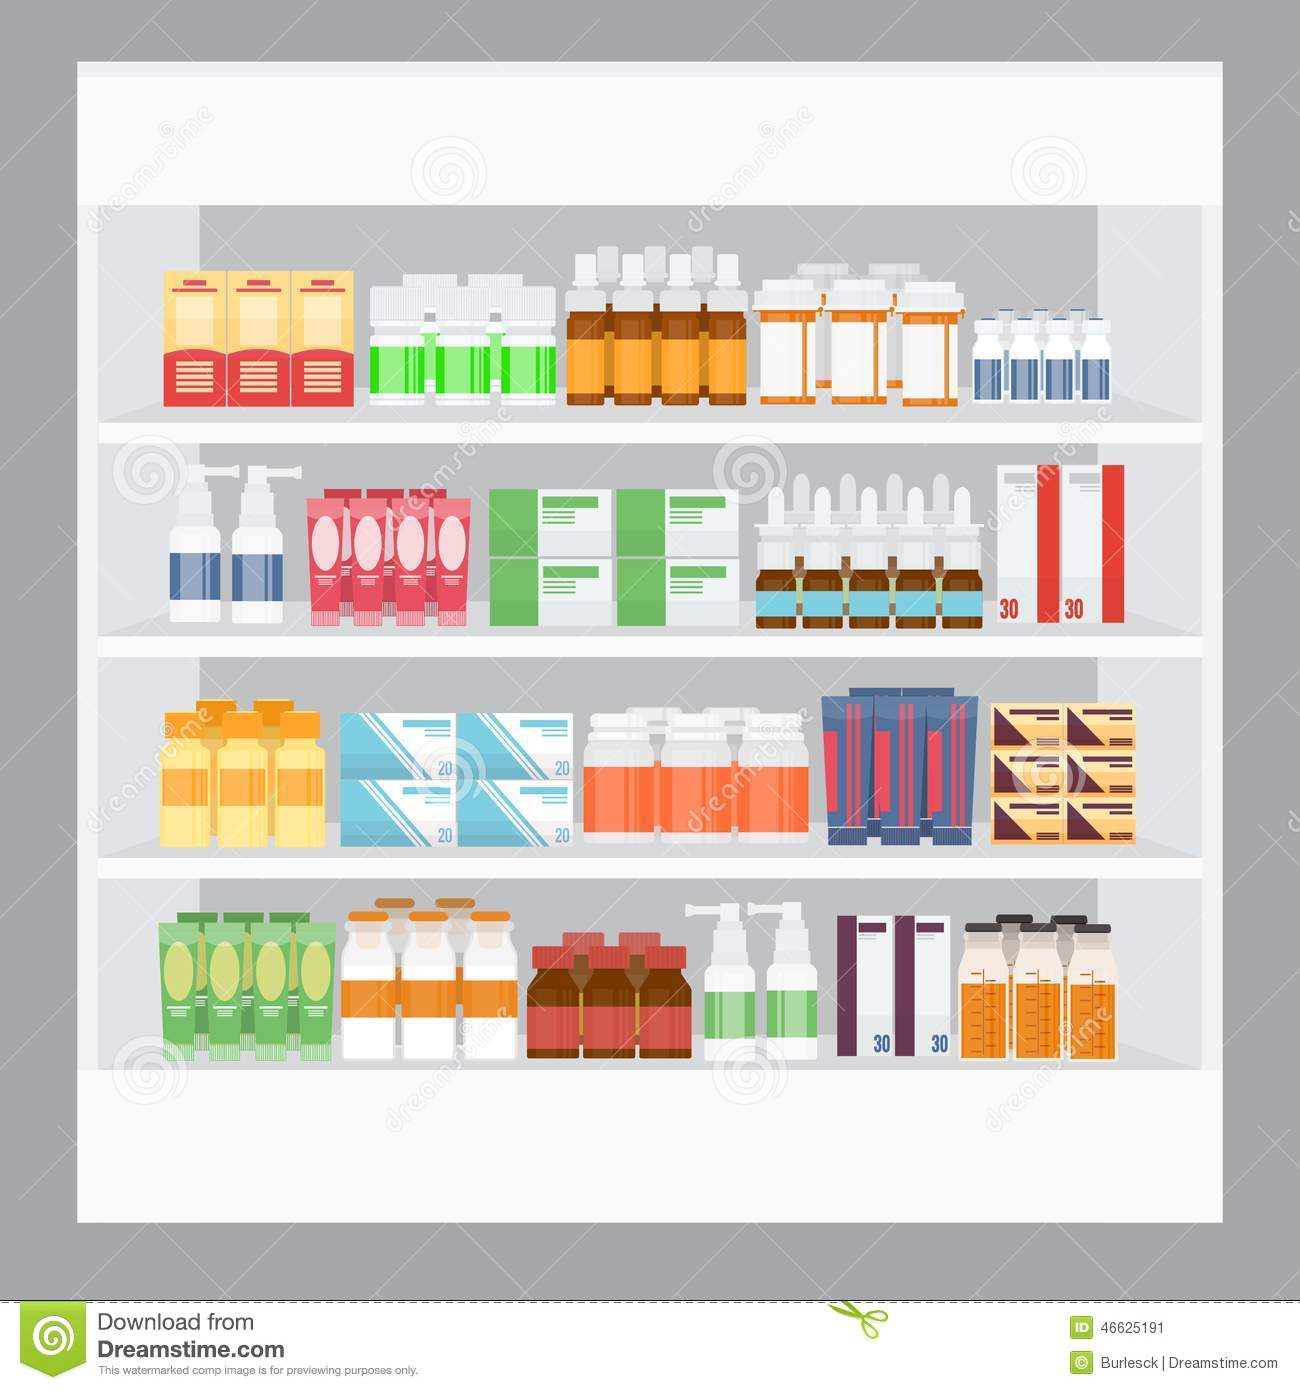 30 30
20 20
20 20
30 30
Download from
Dreamstime.com
This watermarked comp image is for previewing purposes only.
ID 46625191
© Burlesck | Dreamstime.com
dreamstime